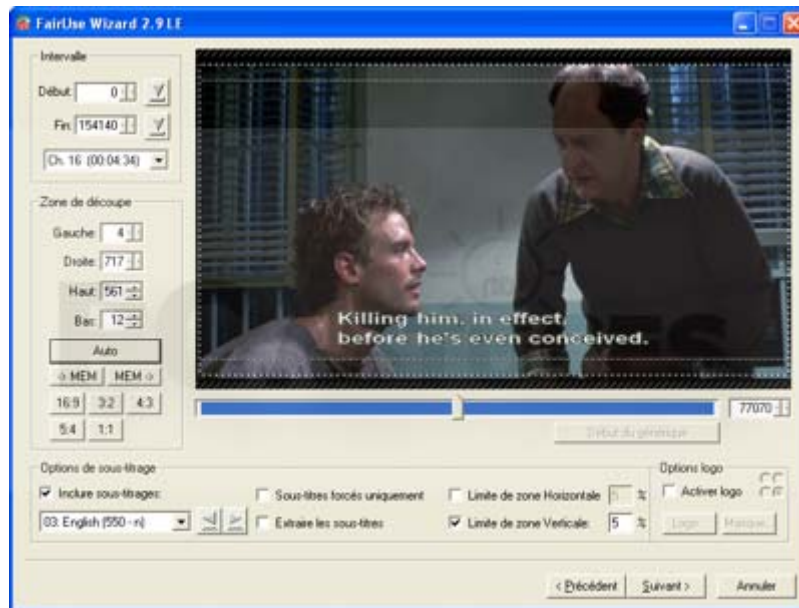 FairUse Wizard 2.9 LE
Intervalle
Début: 0
Fin: 154140
Ch. 16 (00:04:34)
Zone de découpe
Gauche: 4
Droite: 717
Haut: 561
Bas: 12
Auto
-> MEM MEM ->
16:9 3:2 4:3
5:4 1:1
Killing him, in effect,
before he's even conceived.
77070
Début du générique
Options de sous-titrage
Inclure sous-titrages:
Sous-titres forcés uniquement
Limite de zone Horizontale 5 %
03: English (550 - n)
Extraire les sous-titres
Limite de zone Verticale: 5 %
Options logo
Activer logo
Logo... Masque...
< Précédent Suivant > Annuler